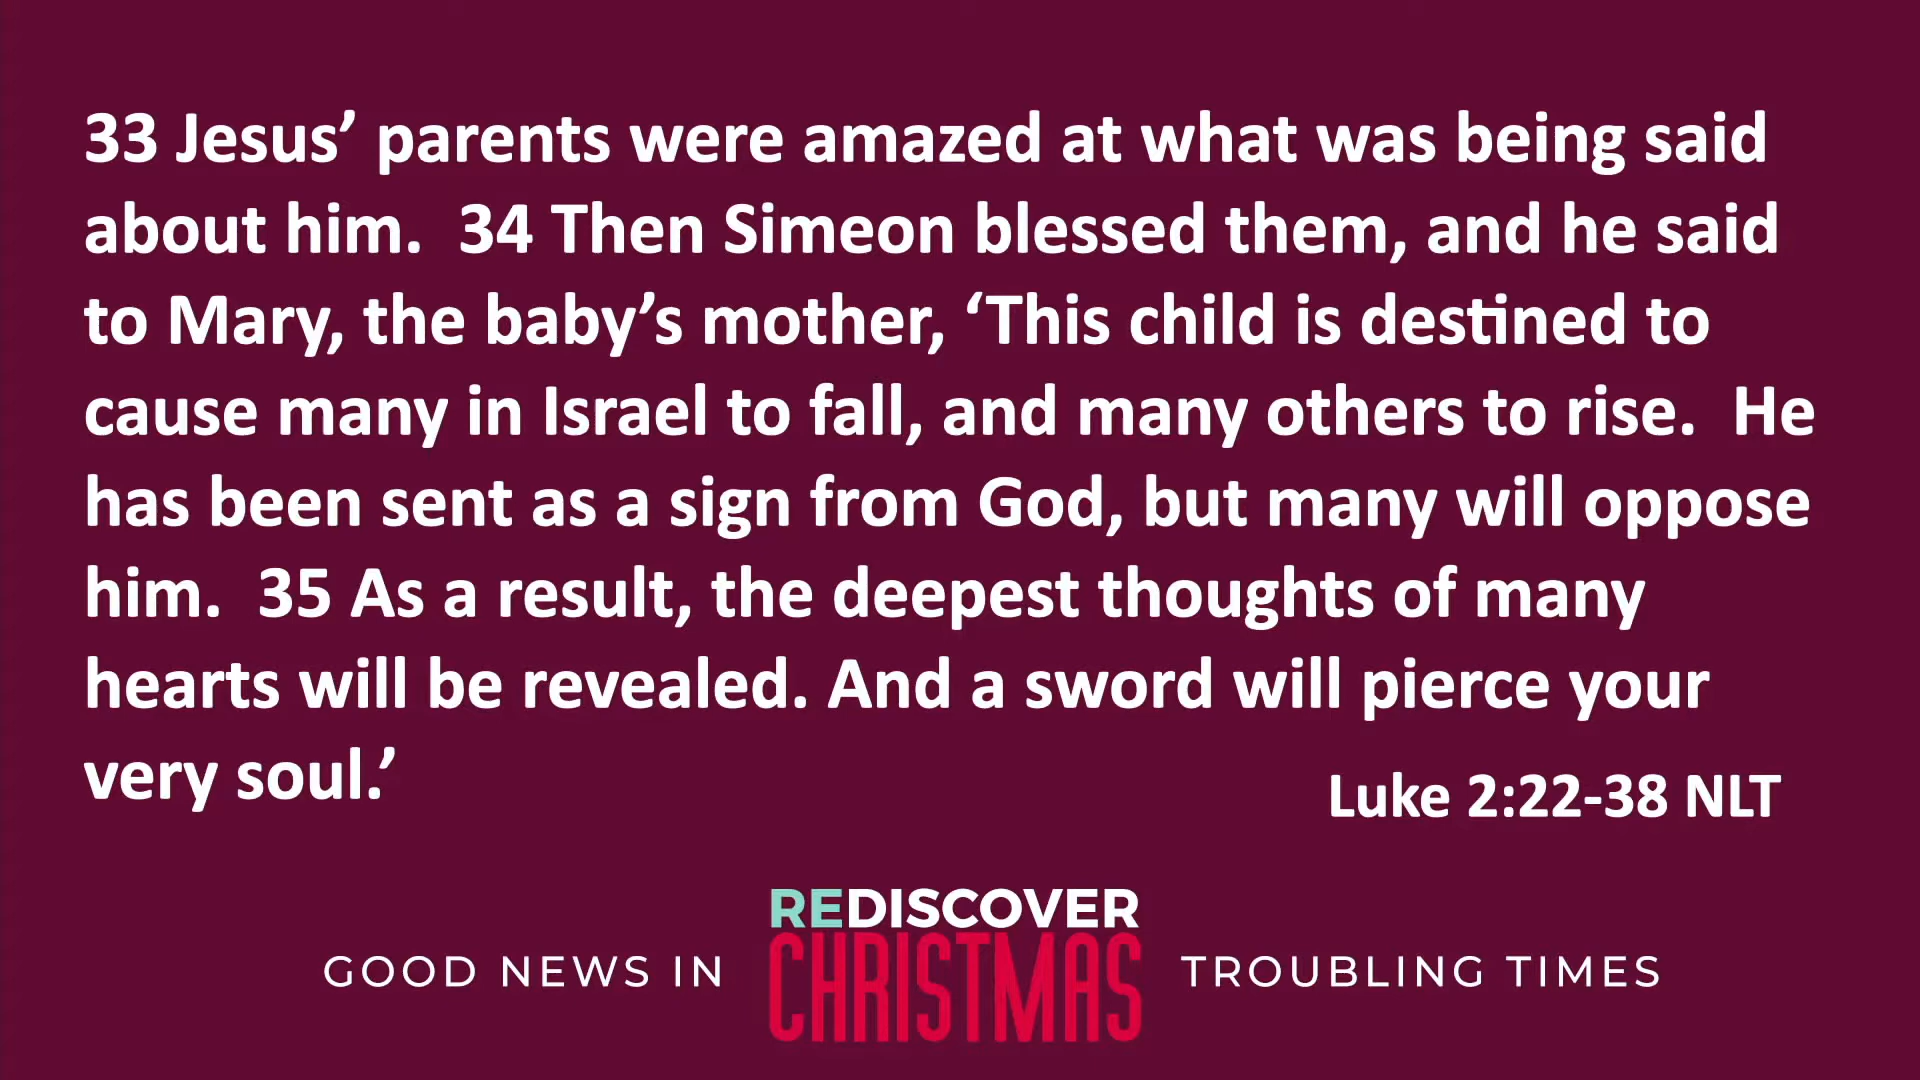 33 Jesus’ parents were amazed at what was being said
about him.  34 Then Simeon blessed them, and he said
to Mary, the baby’s mother, ‘This child is destined to
cause many in Israel to fall, and many others to rise.  He
has been sent as a sign from God, but many will oppose
him.  35 As a result, the deepest thoughts of many
hearts will be revealed. And a sword will pierce your
very soul.’
Luke 2:22-38 NLT
GOOD NEWS IN
REDISCOVER
CHRISTMAS
TROUBLING TIMES